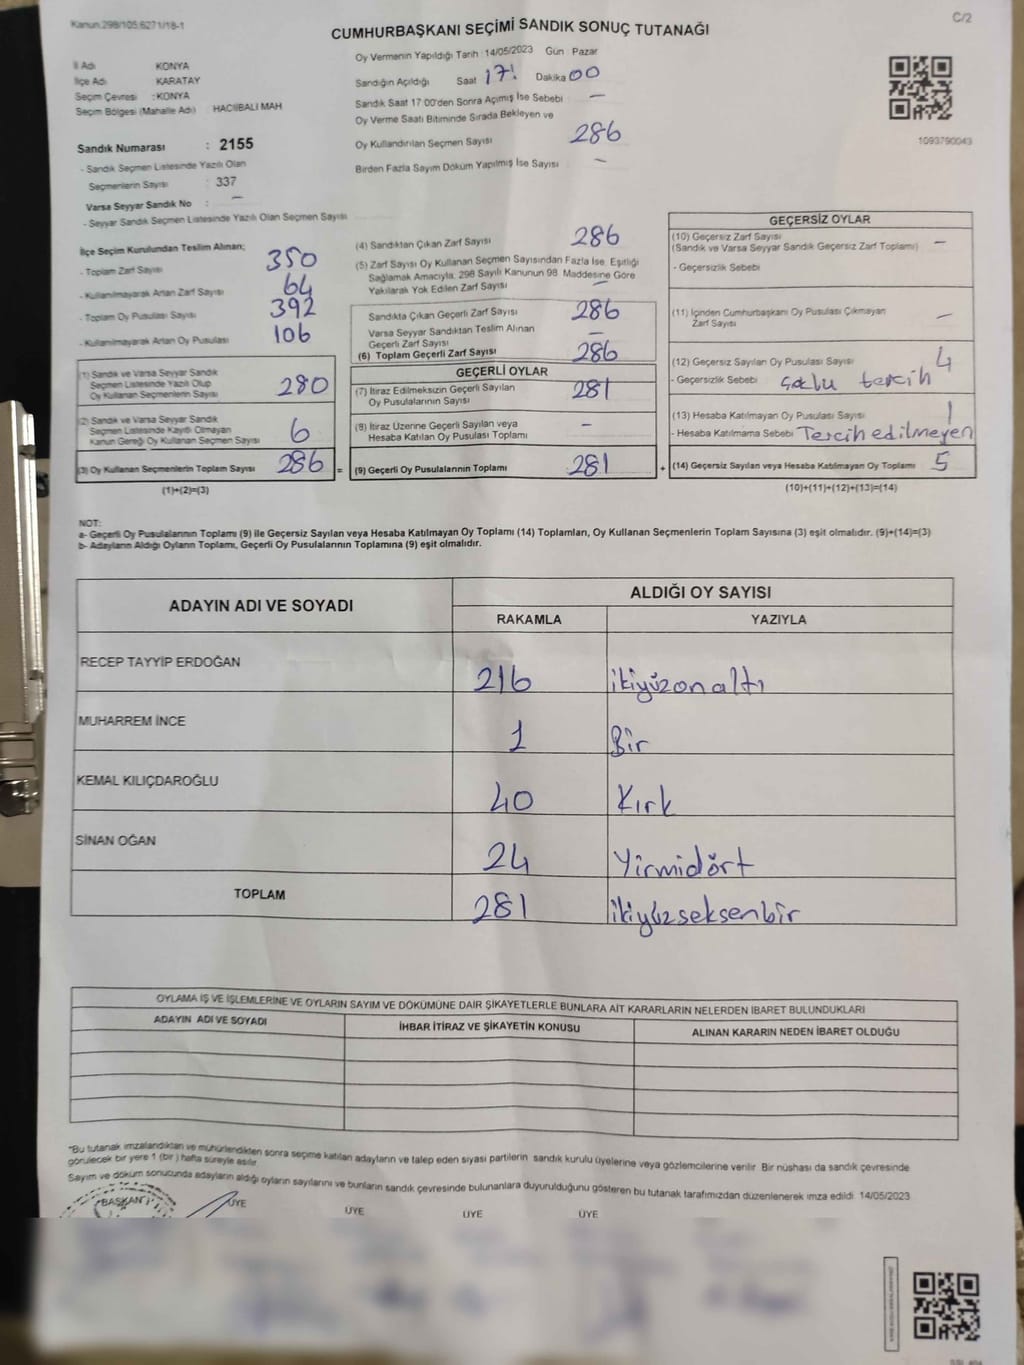 Kanun:298/105,6271/18-1
C/2
CUMHURBAŞKANI SEÇİMİ SANDIK SONUÇ TUTANAĞI
İl Adı KONYA
İlçe Adı KARATAY
Seçim Çevresi : KONYA
Seçim Bölgesi (Mahalle Adı) HACIİBALİ MAH
Sandık Numarası : 2155
- Sandık Seçmen Listesinde Yazılı Olan
Seçmenlerin Sayısı : 337
Varsa Seyyar Sandık No : –
- Seyyar Sandık Seçmen Listesinde Yazılı Olan Seçmen Sayısı
Oy Vermenin Yapıldığı Tarih : 14/05/2023 Gün : Pazar
Sandığın Açıldığı Saat 17: Dakika 00
Sandık Saat 17:00'den Sonra Açımış İse Sebebi –
Oy Verme Saati Bitiminde Sırada Bekleyen ve
Oy Kullandırılan Seçmen Sayısı 286
Birden Fazla Sayım Döküm Yapılmış İse Sayısı –
1093790043
İlçe Seçim Kurulundan Teslim Alınan;
- Toplam Zarf Sayısı 350
- Kullanılmayarak Artan Zarf Sayısı 64
- Toplam Oy Pusulası Sayısı 392
- Kullanılmayarak Artan Oy Pusulası 106
(1) Sandık ve Varsa Seyyar Sandık
Seçmen Listesinde Yazılı Olup
Oy Kullanan Seçmenlerin Sayısı 280
(2) Sandık ve Varsa Seyyar Sandık
Seçmen Listesinde Kayıtlı Olmayan
Kanun Gereği Oy Kullanan Seçmen Sayısı 6
(3) Oy Kullanan Seçmenlerin Toplam Sayısı 286 =
(1)+(2)=(3)
(4) Sandıktan Çıkan Zarf Sayısı 286
(5) Zarf Sayısı Oy Kullanan Seçmen Sayısından Fazla İse, Eşitliği
Sağlamak Amacıyla, 298 Sayılı Kanunun 98. Maddesine Göre
Yakılarak Yok Edilen Zarf Sayısı –
Sandıkta Çıkan Geçerli Zarf Sayısı 286
Varsa Seyyar Sandıktan Teslim Alınan
Geçerli Zarf Sayısı –
(6) Toplam Geçerli Zarf Sayısı 286
GEÇERLİ OYLAR
(7) İtiraz Edilmeksizin Geçerli Sayılan
Oy Pusulalarının Sayısı 281
(8) İtiraz Üzerine Geçerli Sayılan veya
Hesaba Katılan Oy Pusulası Toplamı –
(9) Geçerli Oy Pusulalarının Toplamı 281 +
GEÇERSİZ OYLAR
(10) Geçersiz Zarf Sayısı
(Sandık ve Varsa Seyyar Sandık Geçersiz Zarf Toplamı) –
- Geçersizlik Sebebi
(11) İçinden Cumhurbaşkanı Oy Pusulası Çıkmayan
Zarf Sayısı –
(12) Geçersiz Sayılan Oy Pusulası Sayısı 4
- Geçersizlik Sebebi çoklu tercih
(13) Hesaba Katılmayan Oy Pusulası Sayısı 1
- Hesaba Katılmama Sebebi Tercih edilmeyen
(14) Geçersiz Sayılan veya Hesaba Katılmayan Oy Toplamı 5
(10)+(11)+(12)+(13)=(14)
NOT:
a- Geçerli Oy Pusulalarının Toplamı (9) ile Geçersiz Sayılan veya Hesaba Katılmayan Oy Toplamı (14) Toplamları, Oy Kullanan Seçmenlerin Toplam Sayısına (3) eşit olmalıdır. (9)+(14)=(3)
b- Adayların Aldığı Oyların Toplamı, Geçerli Oy Pusulalarının Toplamına (9) eşit olmalıdır.
ADAYIN ADI VE SOYADI
ALDIĞI OY SAYISI
RAKAMLA YAZIYLA
RECEP TAYYİP ERDOĞAN 216 ikiyüzonaltı
MUHARREM İNCE 1 Bir
KEMAL KILIÇDAROĞLU 40 Kırk
SİNAN OĞAN 24 Yirmidört
TOPLAM 281 ikiyüzseksenbir
OYLAMA İŞ VE İŞLEMLERİNE VE OYLARIN SAYIM VE DÖKÜMÜNE DAİR ŞİKAYETLERLE BUNLARA AİT KARARLARIN NELERDEN İBARET BULUNDUKLARI
ADAYIN ADI VE SOYADI İHBAR İTİRAZ VE ŞİKAYETİN KONUSU ALINAN KARARIN NEDEN İBARET OLDUĞU
"Bu tutanak imzalandıktan ve mühürlendikten sonra seçime katılan adayların ve talep eden siyasi partilerin sandık kurulu üyelerine veya gözlemcilerine verilir. Bir nüshası da sandık çevresinde
görülecek bir yere 1 (bir) hafta süreyle asılır.
Sayım ve döküm sonucunda adayların aldığı oyların sayılarını ve bunların sandık çevresinde bulunanlara duyurulduğunu gösteren bu tutanak tarafımızdan düzenlenerek imza edildi. 14/05/2023
BAŞKAN ÜYE ÜYE ÜYE ÜYE